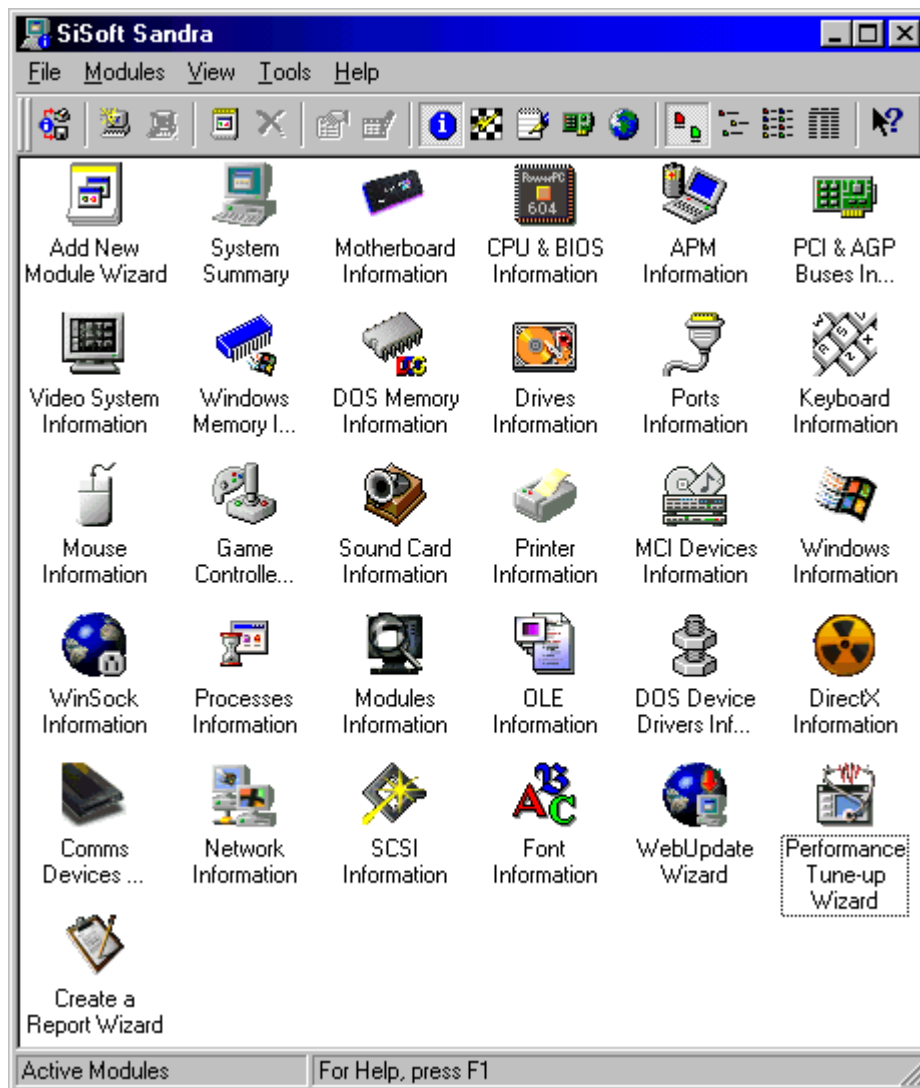 SiSoft Sandra
File Modules View Tools Help
PowerPC
604
Add New
Module Wizard
System
Summary
Motherboard
Information
CPU & BIOS
Information
APM
Information
PCI & AGP
Buses In...
Video System
Information
Windows
Memory I...
DOS Memory
Information
Drives
Information
Ports
Information
Keyboard
Information
Mouse
Information
Game
Controlle...
Sound Card
Information
Printer
Information
MCI Devices
Information
Windows
Information
WinSock
Information
Processes
Information
Modules
Information
OLE
Information
DOS Device
Drivers Inf...
DirectX
Information
Comms
Devices ...
Network
Information
SCSI
Information
ABC
Font
Information
WebUpdate
Wizard
Performance
Tune-up
Wizard
Create a
Report Wizard
Active Modules
For Help, press F1